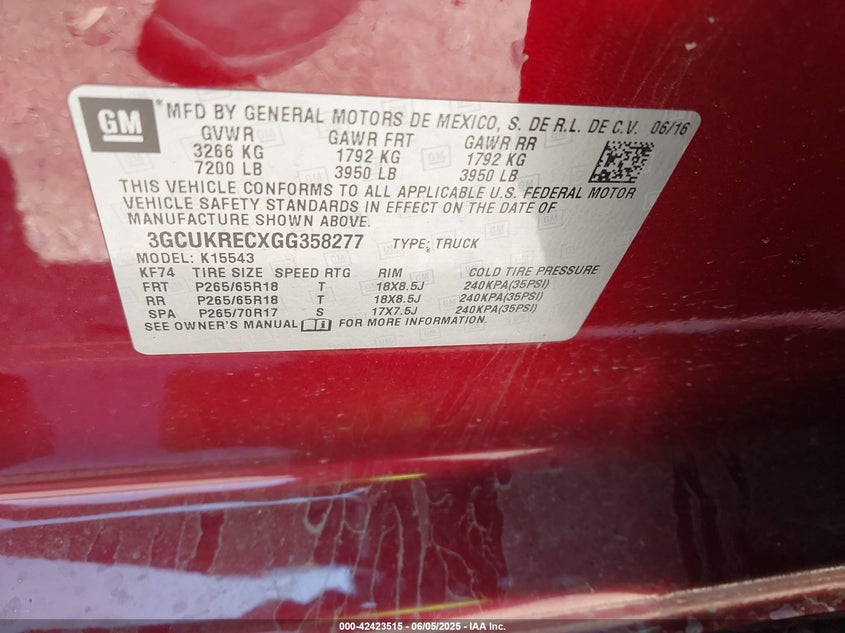 GM
*MFD BY GENERAL MOTORS DE MEXICO, S. DE R.L. DE C.V. 06/16
GVWR GAWR FRT GAWR RR
3266 KG 1792 KG 1792 KG
7200 LB 3950 LB 3950 LB
THIS VEHICLE CONFORMS TO ALL APPLICABLE U.S. FEDERAL MOTOR
VEHICLE SAFETY STANDARDS IN EFFECT ON THE DATE OF
MANUFACTURE SHOWN ABOVE.
3GCUKRECXGG358277 TYPE: TRUCK
MODEL: K15543
KF74 TIRE SIZE SPEED RTG RIM COLD TIRE PRESSURE
FRT P265/65R18 T 18X8.5J 240KPA(35PSI)
RR P265/65R18 T 18X8.5J 240KPA(35PSI)
SPA P265/70R17 S 17X7.5J 240KPA(35PSI)
SEE OWNER'S MANUAL FOR MORE INFORMATION.
000-42423515 - 06/05/2025 - IAA Inc.